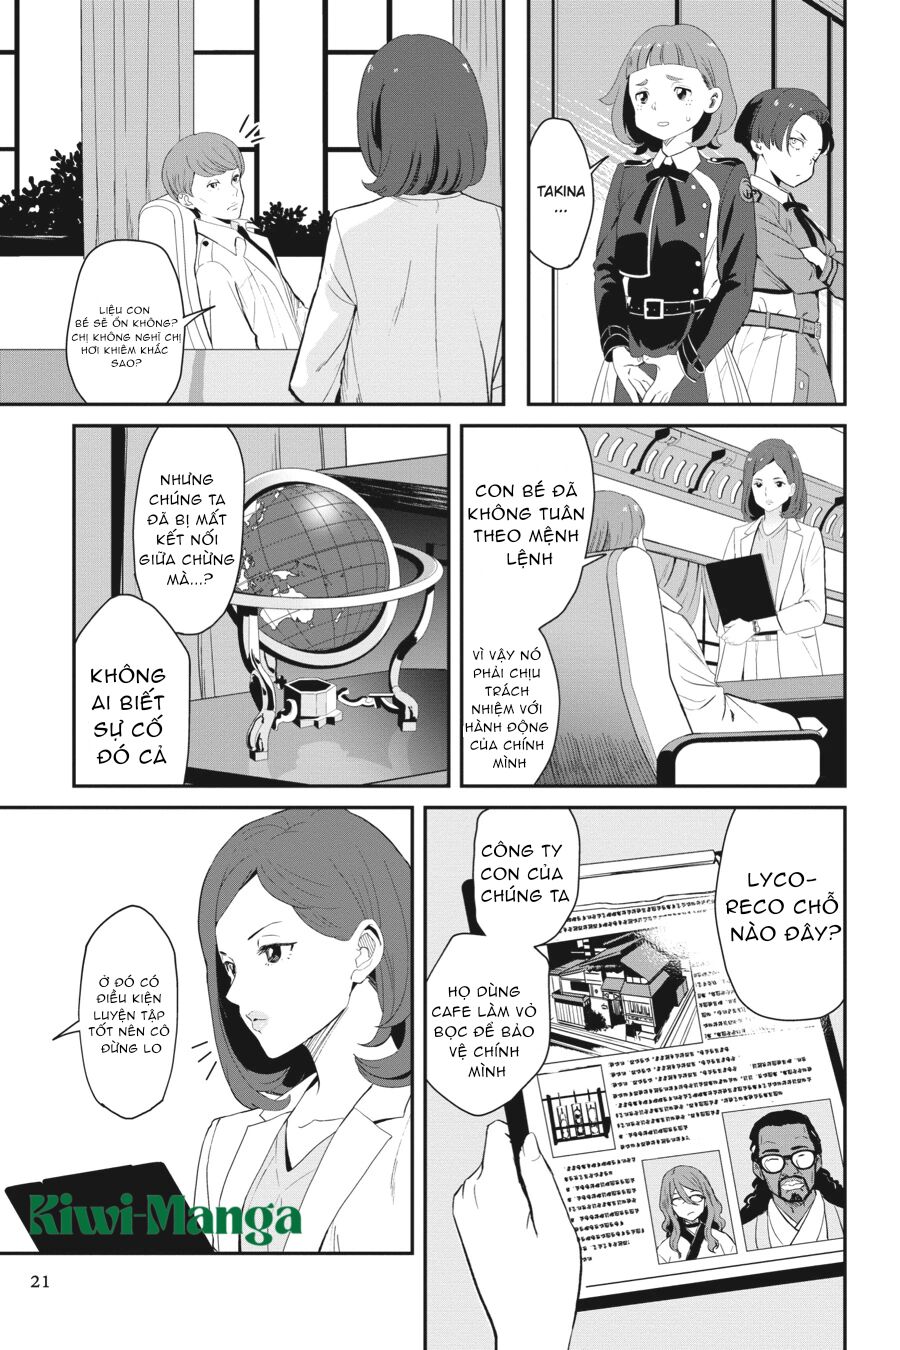 TAKINA
...
LIỆU CON
BÉ SẼ ỔN KHÔNG?
CHỊ KHÔNG NGHĨ CHỊ
HƠI KHIÊM KHẮC
SAO?
CON BÉ ĐÃ
KHÔNG TUÂN
THEO MỆNH
LỆNH
VÌ VẬY NÓ
PHẢI CHỊU
TRÁCH
NHIỆM VỚI
HÀNH ĐỘNG
CỦA CHÍNH
MÌNH
NHƯNG
CHÚNG TA
ĐÃ BỊ MẤT
KẾT NỐI
GIỮA CHỪNG
MÀ...?
KHÔNG
AI BIẾT
SỰ CỐ
ĐÓ CẢ
LYCO-
RECO CHỖ
NÀO ĐÂY?
CÔNG TY
CON CỦA
CHÚNG TA
HỌ DÙNG
CAFE LÀM VỎ
BỌC ĐỂ BẢO
VỆ CHÍNH
MÌNH
Ở ĐÓ CÓ
ĐIỀU KIỆN
LUYỆN TẬP
TỐT NÊN CÔ
ĐỪNG LO
Kiwi-Manga
21